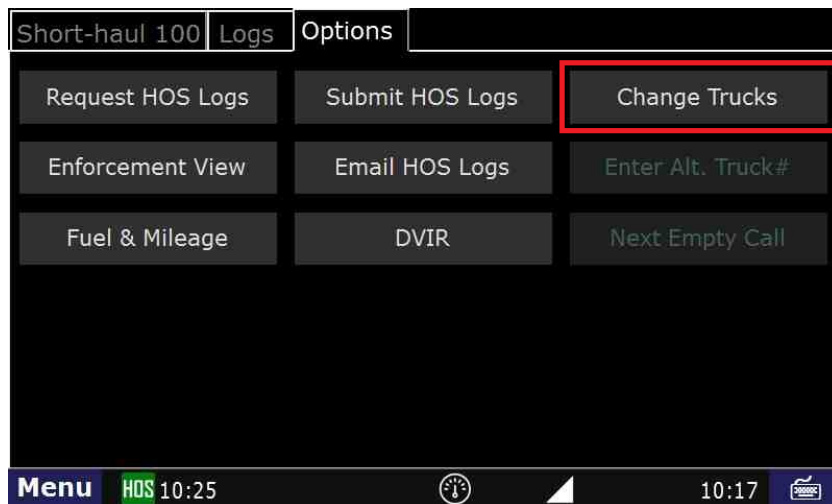 Short-haul 100 Logs Options
Request HOS Logs Submit HOS Logs Change Trucks
Enforcement View Email HOS Logs Enter Alt. Truck#
Fuel & Mileage DVIR Next Empty Call
Menu HOS 10:25 10:17